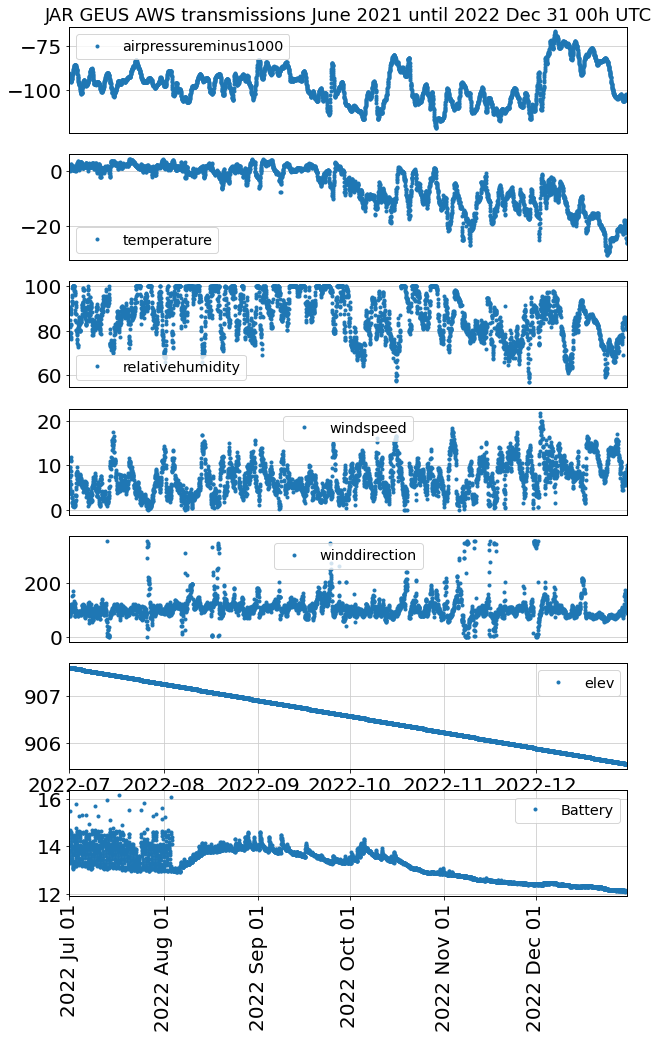 JAR GEUS AWS transmissions June 2021 until 2022 Dec 31 00h UTC
−75
−100
airpressureminus1000
0
−20
temperature
100
80
60
relativehumidity
20
10
0
windspeed
200
0
winddirection
907
906
elev
2022-07 2022-08 2022-09 2022-10 2022-11 2022-12
16
14
12
Battery
2022 Jul 01
2022 Aug 01
2022 Sep 01
2022 Oct 01
2022 Nov 01
2022 Dec 01